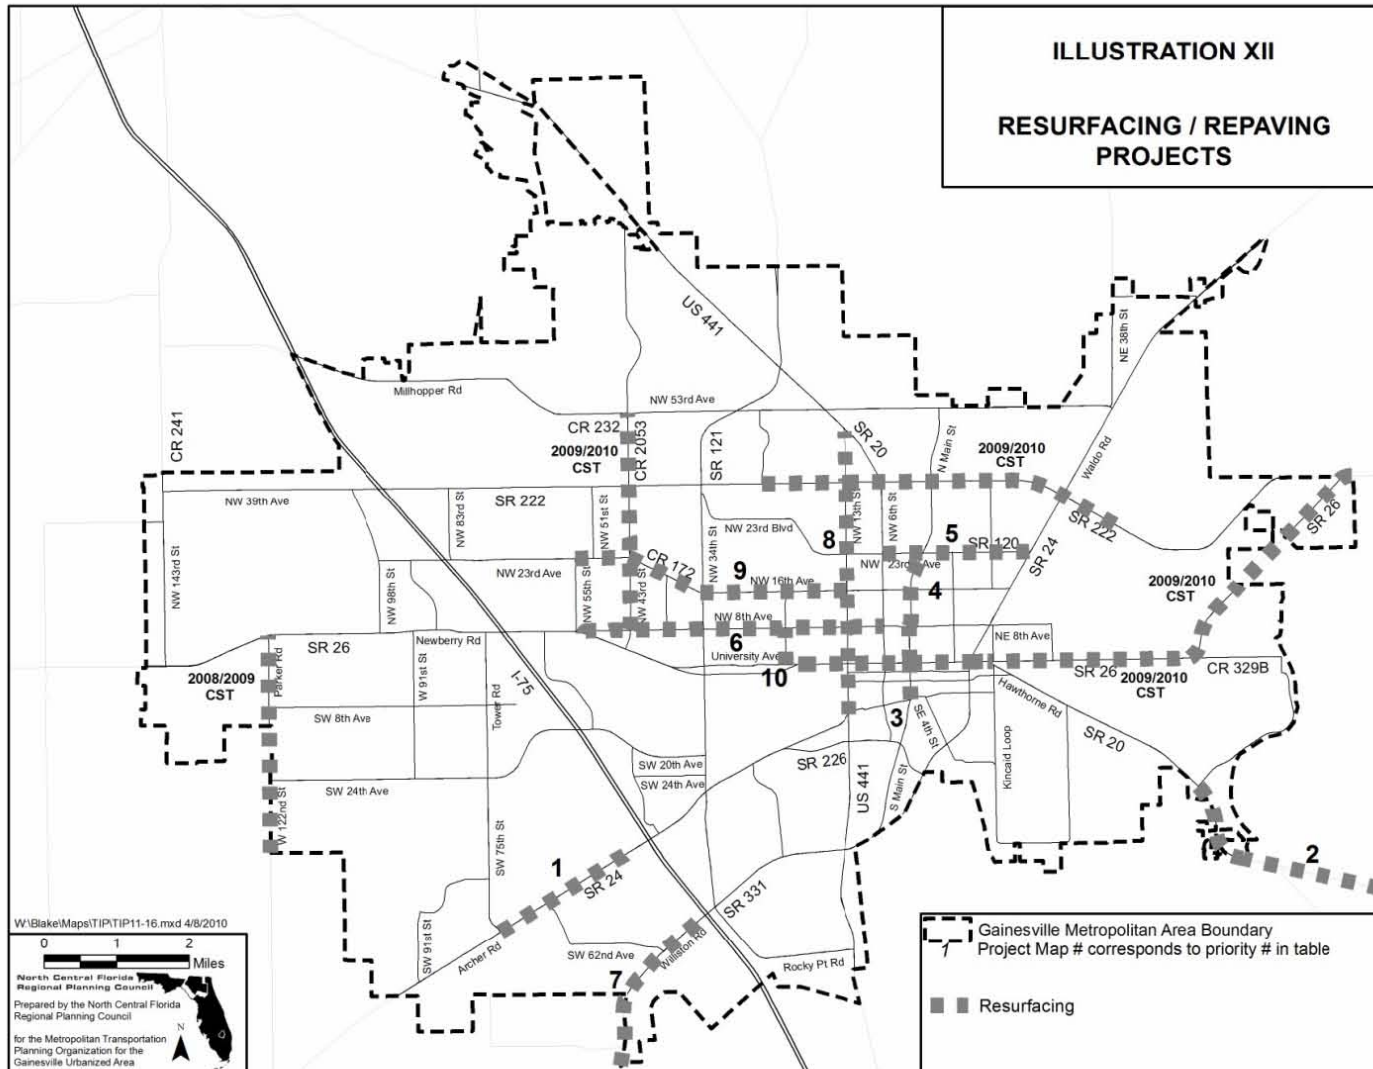 ILLUSTRATION XII
RESURFACING / REPAVING
PROJECTS
US 441
NE 38th St
Millhopper Rd
NW 53rd Ave
CR 241
CR 232
2009/2010
CST
CR 2053
SR 121
SR 20
N Main St
2009/2010
CST
Waldo Rd
NW 39th Ave
SR 222
NW 83rd St
NW 51st St
NW 23rd Blvd
8
NW 13th St
NW 6th St
5
SR 120
SR 222
SR 26
NW 143rd St
NW 98th St
NW 23rd Ave
NW 55th St
NW 43rd St
CR 172
NW 34th St
9
NW 16th Ave
NW 23rd Ave
4
SR 24
2009/2010
CST
NW 8th Ave
6
NE 8th Ave
Newberry Rd
SR 26
University Ave
10
SR 26
2009/2010
CST
CR 329B
2008/2009
CST
Parker Rd
W 91st St
Tower Rd
I-75
SW 8th Ave
3
SE 4th St
Hawthorne Rd
SR 20
Kincaid Loop
SW 20th Ave
SW 24th Ave
SR 226
US 441
S Main St
SW 24th Ave
W 122nd St
SW 75th St
1
SR 24
2
SR 331
SW 91st St
Archer Rd
SW 62nd Ave
Williston Rd
Rocky Pt Rd
7
W:\Blake\Maps\TIP\TIP11-16.mxd 4/8/2010
0 1 2
Miles
North Central Florida
Regional Planning Council
Prepared by the North Central Florida
Regional Planning Council
N
for the Metropolitan Transportation
Planning Organization for the
Gainesville Urbanized Area
Gainesville Metropolitan Area Boundary
1 Project Map # corresponds to priority # in table
Resurfacing